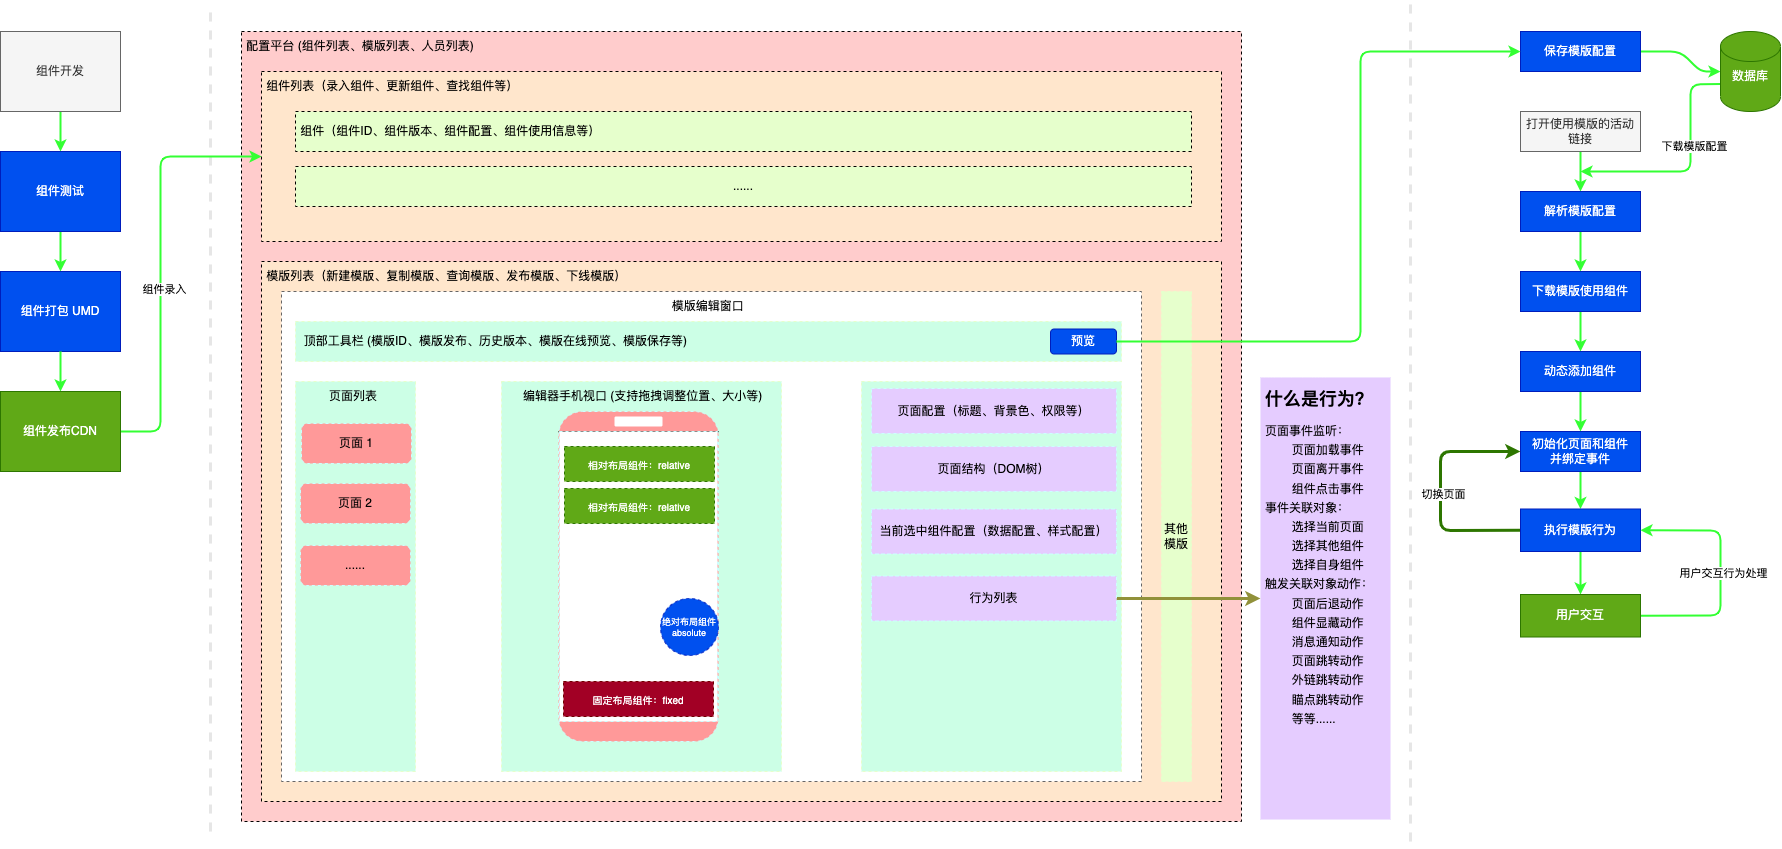 组件开发
组件测试
组件打包 UMD
组件发布CDN
组件录入
配置平台 (组件列表、模版列表、人员列表)
组件列表（录入组件、更新组件、查找组件等）
组件（组件ID、组件版本、组件配置、组件使用信息等）
......
模版列表（新建模版、复制模版、查询模版、发布模版、下线模版）
模版编辑窗口
顶部工具栏 (模版ID、模版发布、历史版本、模版在线预览、模版保存等)
预览
页面列表
页面 1
页面 2
......
编辑器手机视口 (支持拖拽调整位置、大小等)
相对布局组件：relative
相对布局组件：relative
绝对布局组件
absolute
固定布局组件：fixed
页面配置（标题、背景色、权限等）
页面结构（DOM树）
当前选中组件配置（数据配置、样式配置）
行为列表
其他
模版
什么是行为?
页面事件监听：
页面加载事件
页面离开事件
组件点击事件
事件关联对象：
选择当前页面
选择其他组件
选择自身组件
触发关联对象动作：
页面后退动作
组件显藏动作
消息通知动作
页面跳转动作
外链跳转动作
瞄点跳转动作
等等......
保存模版配置
数据库
打开使用模版的活动
链接
下载模版配置
解析模版配置
下载模版使用组件
动态添加组件
初始化页面和组件
并绑定事件
切换页面
执行模版行为
用户交互行为处理
用户交互